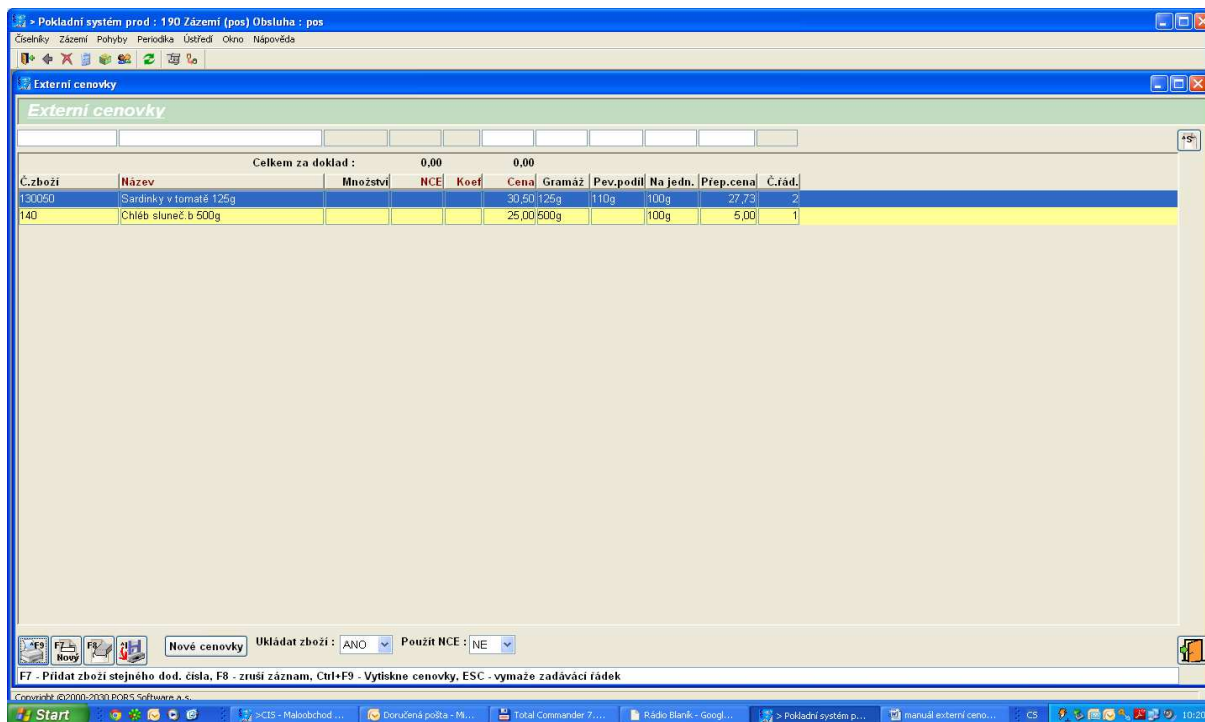 > Pokladní systém prod : 190 Zázemí (pos) Obsluha : pos
Číselníky Zázemí Pohyby Periodika Ústředí Okno Nápověda
Externí cenovky
Externí cenovky
Celkem za doklad : 0,00 0,00
Č.zboží Název Množství NCE Koef Cena Gramáž Pev.podíl Na jedn. Přep.cena Č.řád.
130050 Sardinky v tomatě 125g 30,50 125g 110g 100g 27,73 2
140 Chléb sluneč.b 500g 25,00 500g 100g 5,00 1
^F9 F7 Nový F8 Nové cenovky Ukládat zboží : ANO Použít NCE : NE
F7 - Přidat zboží stejného dod. čísla, F8 - zruší záznam, Ctrl+F9 - Vytiskne cenovky, ESC - vymaže zadávácí řádek
Copyright ©2000-2030 PORS Software a.s.
Start >CIS - Maloobchod ... Doručená pošta - Mi... Total Commander 7.... Rádio Blaník - Googl... > Pokladní systém p... manuál externí ceno... CS 10:20